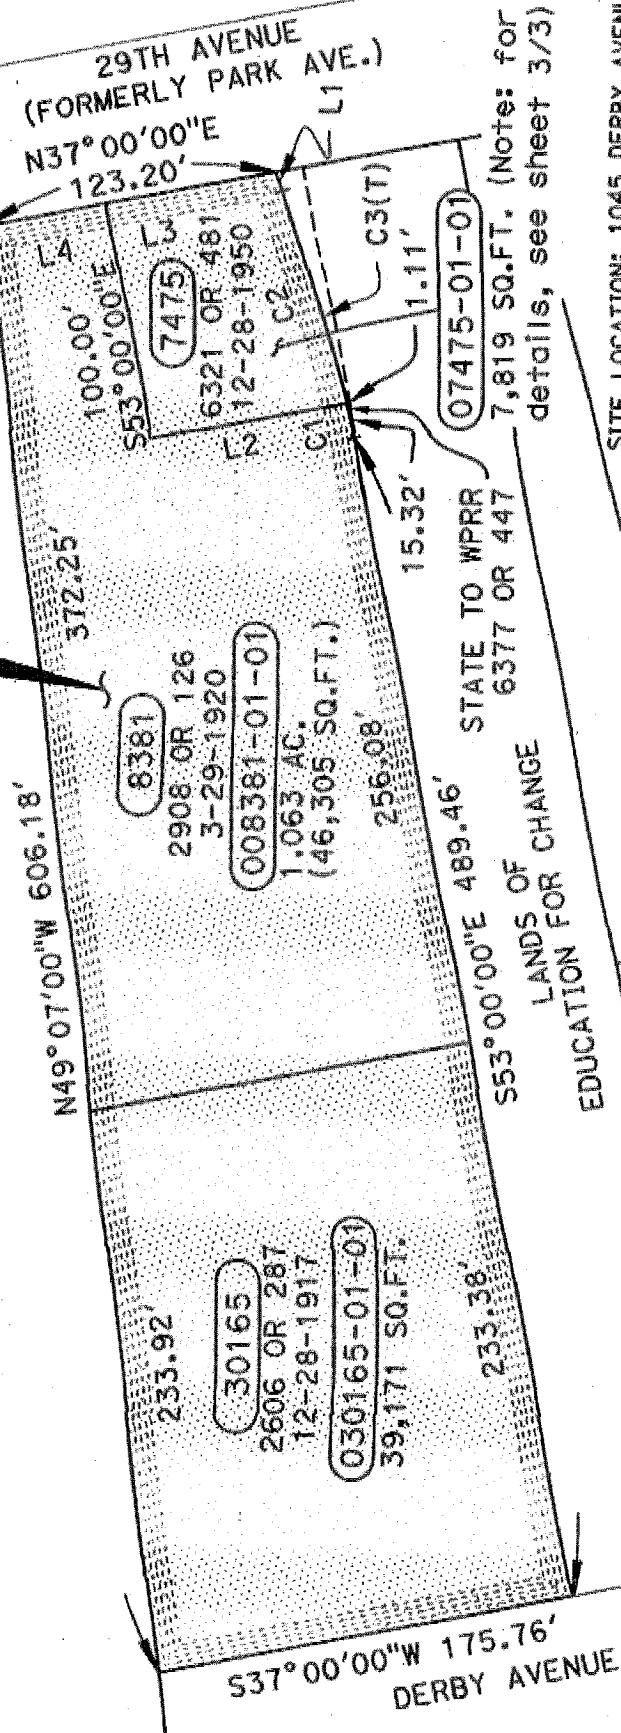 29TH AVENUE
(FORMERLY PARK AVE.)
N37°00'00"E
123.20'
L1
L4
L3
100.00'
S53°00'00"E
7475
6321 OR 481
12-28-1950
C2
C3(T)
1.11'
07475-01-01
7,819 SQ.FT. (Note: for
details, see sheet 3/3)
SITE LOCATION: 1045 DERBY
L2
C1
15.32'
STATE TO WPRR
6377 OR 447
372.25'
8381
2908 OR 126
3-29-1920
008381-01-01
1.063 AC.
(46,305 SQ.FT.)
256.08'
N49°07'00"W 606.18'
S53°00'00"E 489.46'
LANDS OF
EDUCATION FOR CHANGE
233.92'
30165
2606 OR 287
12-28-1917
030165-01-01
39,171 SQ.FT.
233.38'
S37°00'00"W 175.76'
DERBY AVENUE